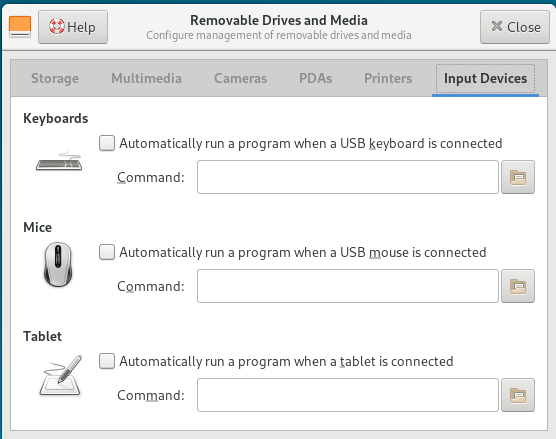 Removable Drives and Media
Help
Configure management of removable drives and media
Close
Storage Multimedia Cameras PDAs Printers Input Devices
Keyboards
Automatically run a program when a USB keyboard is connected
Command:
Mice
Automatically run a program when a USB mouse is connected
Command:
Tablet
Automatically run a program when a tablet is connected
Command: